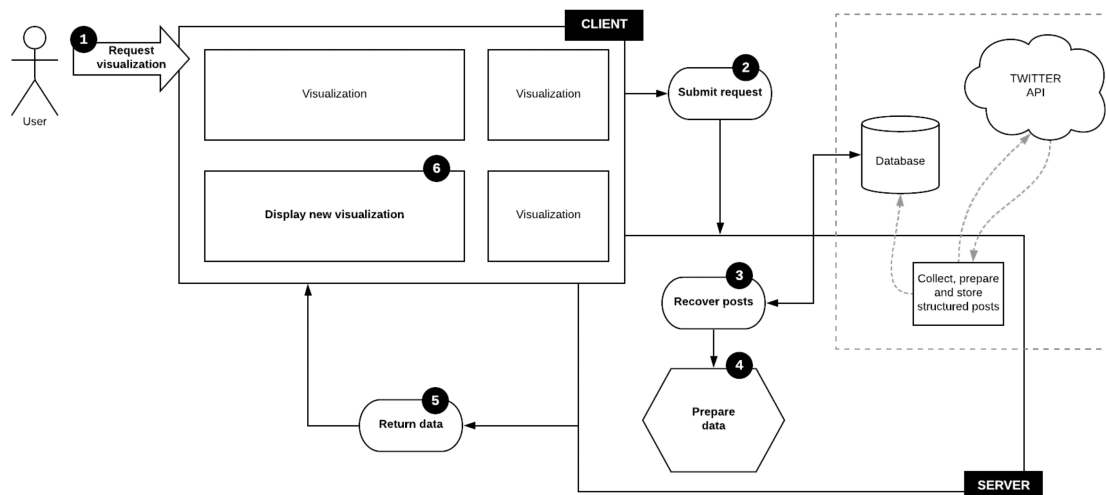 CLIENT
1
Request
visualization
User
Visualization
Visualization
2
Submit request
TWITTER
API
Database
6
Display new visualization
Visualization
3
Recover posts
Collect, prepare
and store
structured posts
4
Prepare
data
5
Return data
SERVER